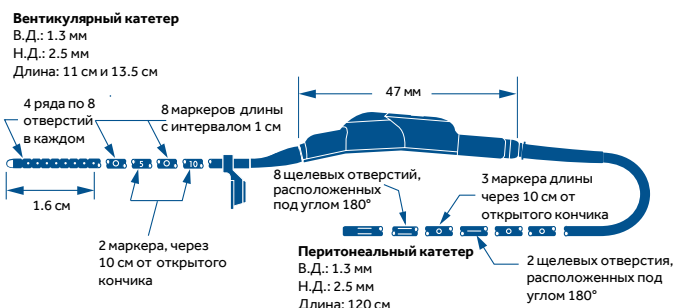 Вентикулярный катетер
В.Д.: 1.3 мм
Н.Д.: 2.5 мм
Длина: 11 см и 13.5 см
4 ряда по 8
отверстий
в каждом
8 маркеров длины
с интервалом 1 см
47 мм
5
10
1.6 см
2 маркера, через
10 см от открытого
кончика
8 щелевых отверстий,
расположенных
под углом 180°
3 маркера длины
через 10 см от
открытого кончика
Перитонеальный катетер
В.Д.: 1.3 мм
Н.Д.: 2.5 мм
Длина: 120 см
2 щелевых отверстия,
расположенных под
углом 180°